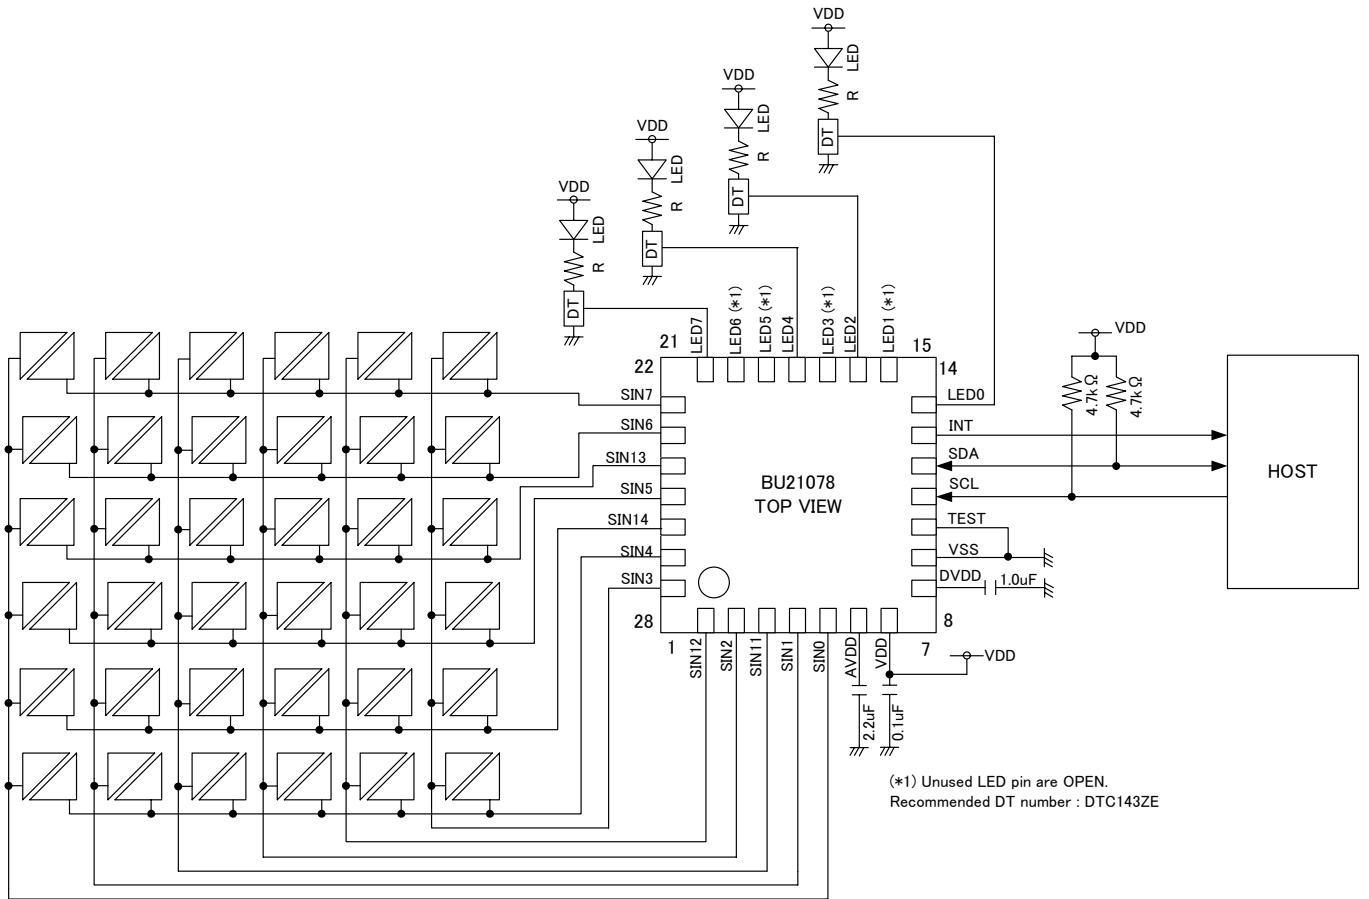 VDD
LED
R
DT
VDD
LED
R
DT
VDD
LED
R
DT
VDD
LED
R
DT
21
LED7
LED6 (*1)
LED5 (*1)
LED4
LED3 (*1)
LED2
LED1 (*1)
15
22
14
SIN7
SIN6
SIN13
SIN5
SIN14
SIN4
SIN3
BU21078
TOP VIEW
LED0
INT
SDA
SCL
TEST
VSS
DVDD
1.0uF
VDD
4.7kΩ
4.7kΩ
HOST
28
8
1
SIN12
SIN2
SIN11
SIN1
SIN0
AVDD
VDD
7
VDD
2.2uF
0.1uF
(*1) Unused LED pin are OPEN.
Recommended DT number : DTC143ZE